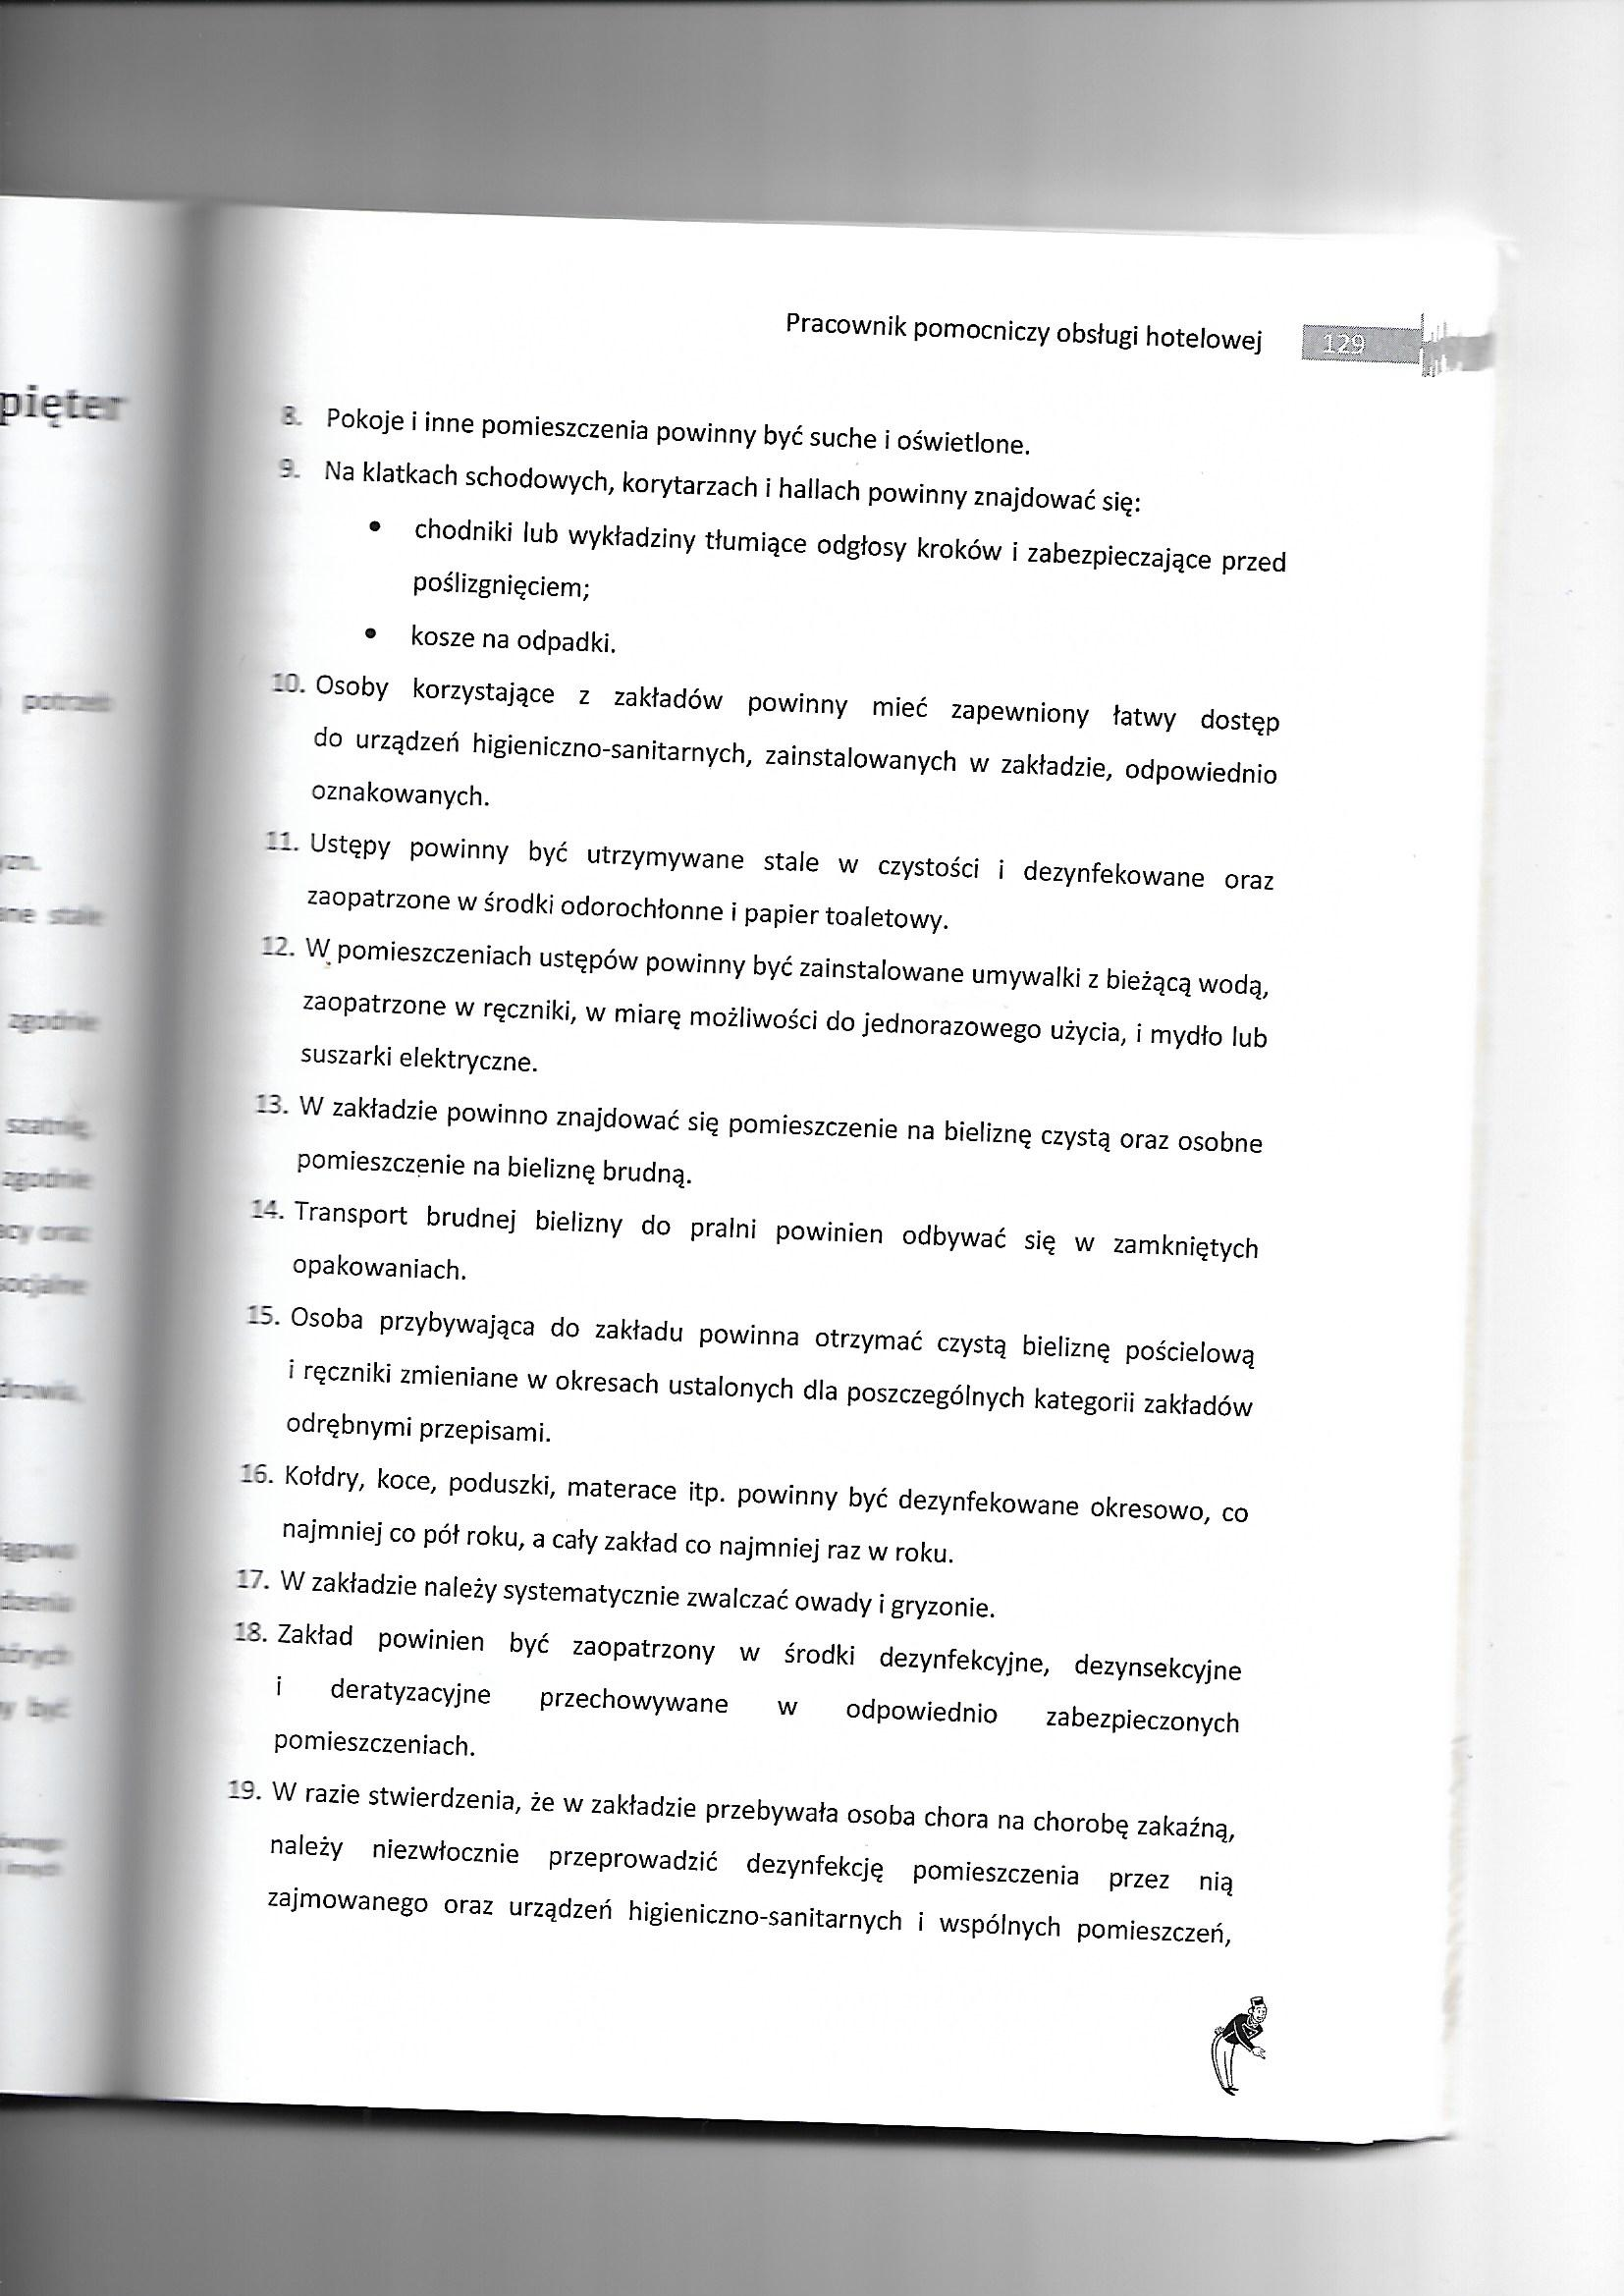 Pracownik pomocniczy obsługi hotelowej 129
pięter
8. Pokoje i inne pomieszczenia powinny być suche i oświetlone.
9. Na klatkach schodowych, korytarzach i hallach powinny znajdować się:
• chodniki lub wykładziny tłumiące odgłosy kroków i zabezpieczające przed
poślizgnięciem;
• kosze na odpadki.
10. Osoby korzystające z zakładów powinny mieć zapewniony łatwy dostęp
do urządzeń higieniczno-sanitarnych, zainstalowanych w zakładzie, odpowiednio
oznakowanych.
11. Ustępy powinny być utrzymywane stale w czystości i dezynfekowane oraz
zaopatrzone w środki odorochłonne i papier toaletowy.
12. W pomieszczeniach ustępów powinny być zainstalowane umywalki z bieżącą wodą,
zaopatrzone w ręczniki, w miarę możliwości do jednorazowego użycia, i mydło lub
suszarki elektryczne.
13. W zakładzie powinno znajdować się pomieszczenie na bieliznę czystą oraz osobne
pomieszczenie na bieliznę brudną.
14. Transport brudnej bielizny do pralni powinien odbywać się w zamkniętych
opakowaniach.
15. Osoba przybywająca do zakładu powinna otrzymać czystą bieliznę pościelową
i ręczniki zmieniane w okresach ustalonych dla poszczególnych kategorii zakładów
odrębnymi przepisami.
16. Kołdry, koce, poduszki, materace itp. powinny być dezynfekowane okresowo, co
najmniej co pół roku, a cały zakład co najmniej raz w roku.
17. W zakładzie należy systematycznie zwalczać owady i gryzonie.
18. Zakład powinien być zaopatrzony w środki dezynfekcyjne, dezynsekcyjne
i deratyzacyjne przechowywane w odpowiednio zabezpieczonych
pomieszczeniach.
19. W razie stwierdzenia, że w zakładzie przebywała osoba chora na chorobę zakaźną,
należy niezwłocznie przeprowadzić dezynfekcję pomieszczenia przez nią
zajmowanego oraz urządzeń higieniczno-sanitarnych i wspólnych pomieszczeń,